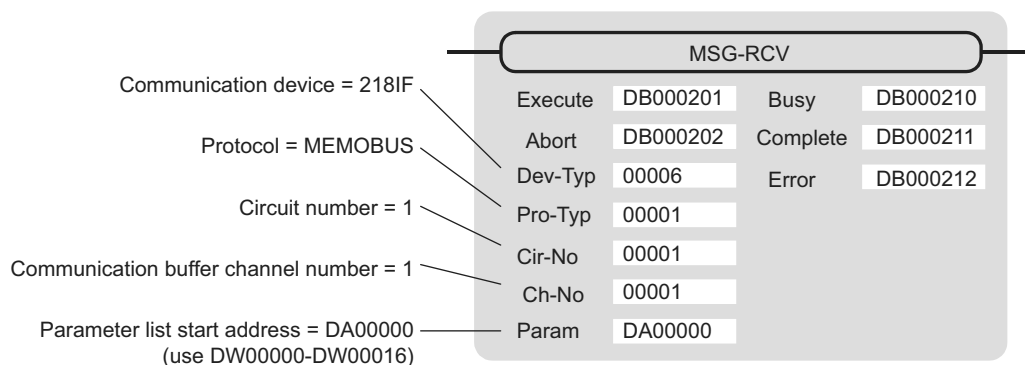 MSG-RCV
Communication device = 218IF
Protocol = MEMOBUS
Circuit number = 1
Communication buffer channel number = 1
Parameter list start address = DA00000
(use DW00000-DW00016)
Execute DB000201 Busy DB000210
Abort DB000202 Complete DB000211
Dev-Typ 00006 Error DB000212
Pro-Typ 00001
Cir-No 00001
Ch-No 00001
Param DA00000